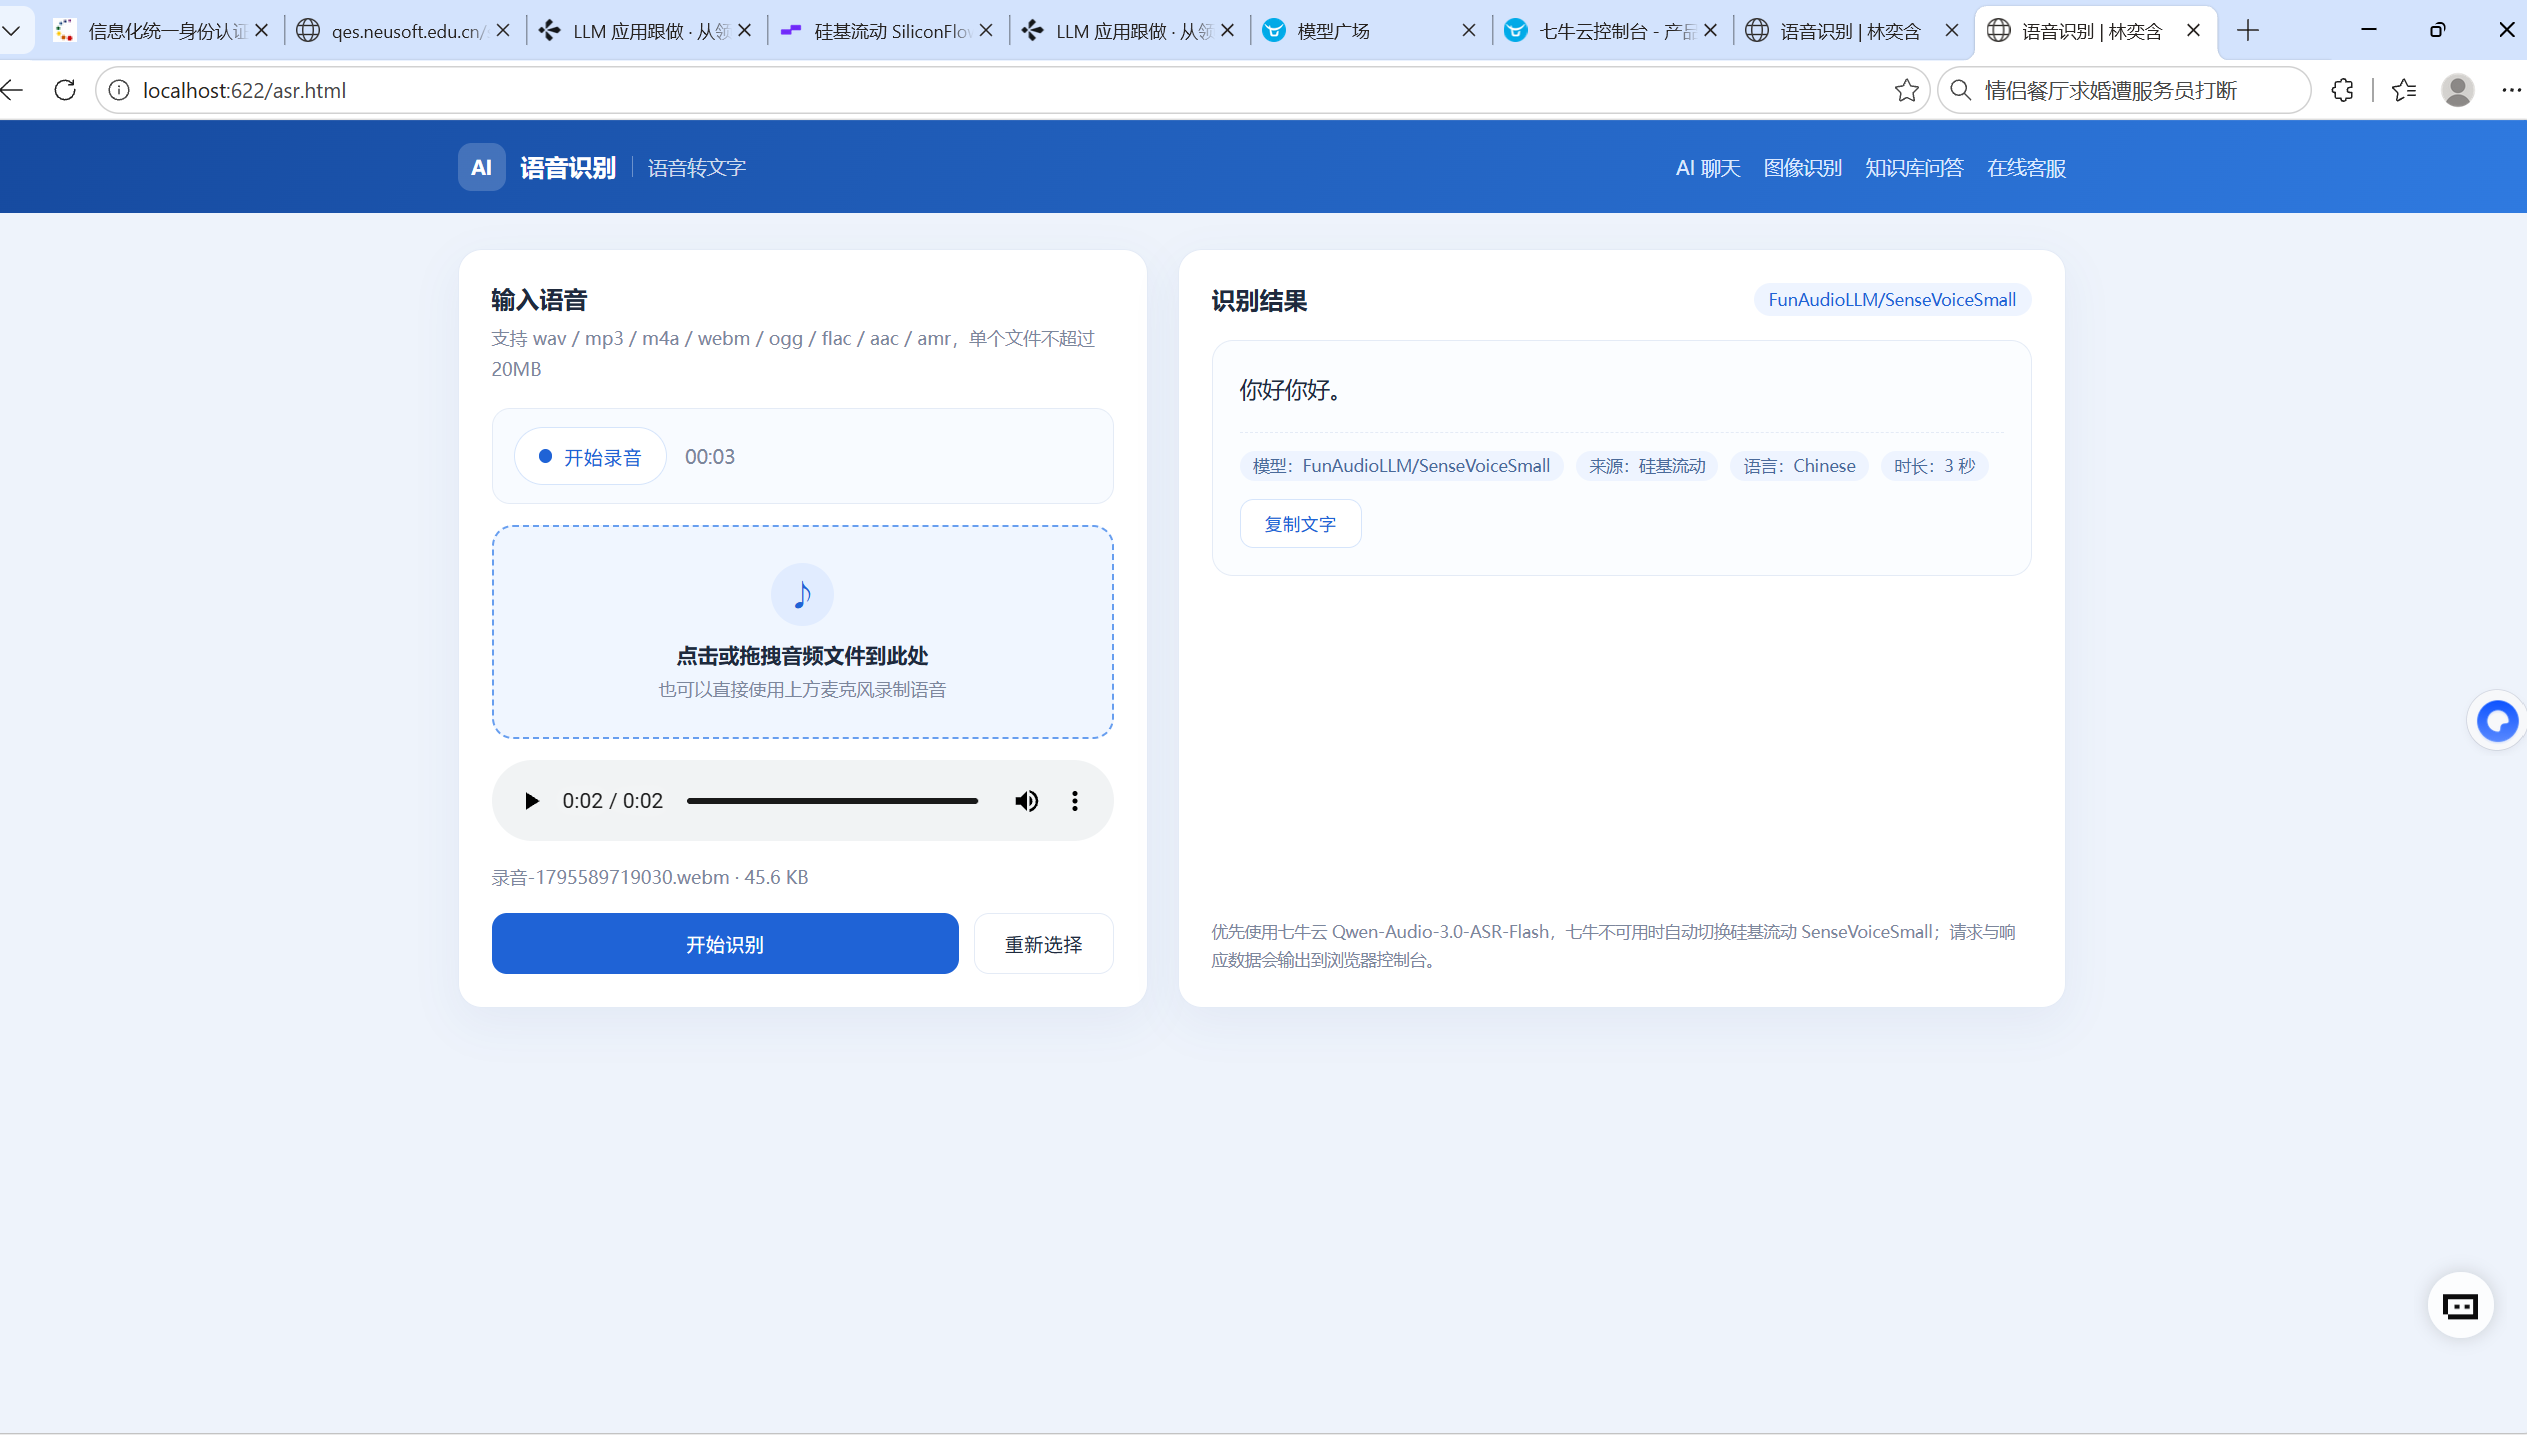 信息化统一身份认证
qes.neusoft.edu.cn/
LLM 应用跟做 · 从领
硅基流动 SiliconFlow
LLM 应用跟做 · 从领
模型广场
七牛云控制台 - 产品
语音识别 | 林奕含
语音识别 | 林奕含
localhost:622/asr.html
情侣餐厅求婚遭服务员打断
AI 语音识别 语音转文字
AI 聊天 图像识别 知识库问答 在线客服
输入语音
支持 wav / mp3 / m4a / webm / ogg / flac / aac / amr，单个文件不超过
20MB
开始录音 00:03
点击或拖拽音频文件到此处
也可以直接使用上方麦克风录制语音
0:02 / 0:02
录音-1795589719030.webm · 45.6 KB
开始识别 重新选择
识别结果 FunAudioLLM/SenseVoiceSmall
你好你好。
模型：FunAudioLLM/SenseVoiceSmall 来源：硅基流动 语言：Chinese 时长：3 秒
复制文字
优先使用七牛云 Qwen-Audio-3.0-ASR-Flash，七牛不可用时自动切换硅基流动 SenseVoiceSmall；请求与响
应数据会输出到浏览器控制台。